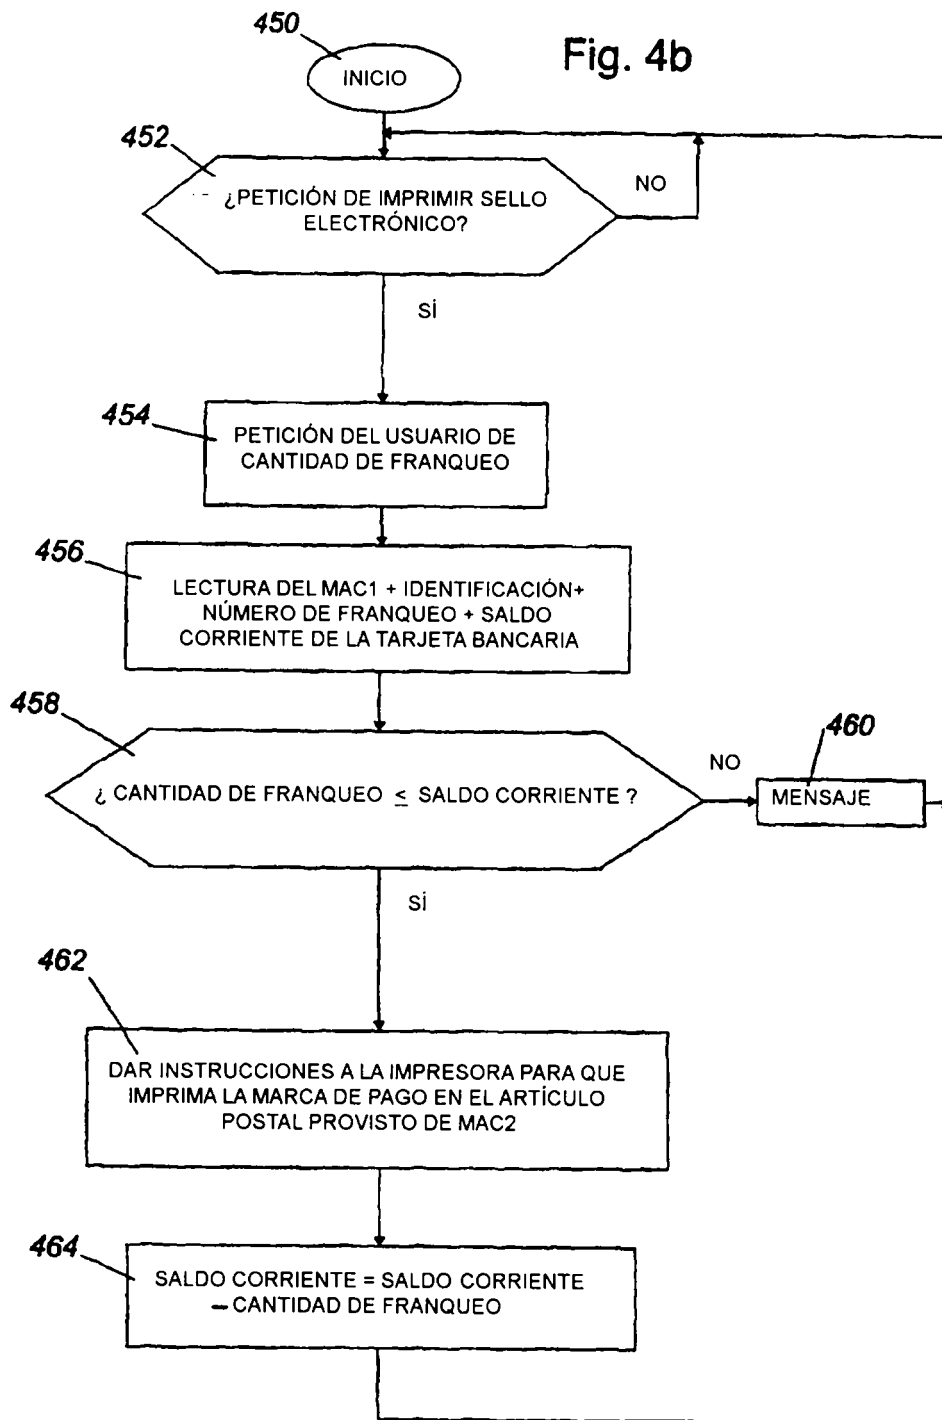 450
Fig. 4b
INICIO
452
¿PETICIÓN DE IMPRIMIR SELLO
ELECTRÓNICO?
NO
SÍ
454
PETICIÓN DEL USUARIO DE
CANTIDAD DE FRANQUEO
456
LECTURA DEL MAC1 + IDENTIFICACIÓN+
NÚMERO DE FRANQUEO + SALDO
CORRIENTE DE LA TARJETA BANCARIA
458
¿ CANTIDAD DE FRANQUEO ≤ SALDO CORRIENTE ?
NO
460
MENSAJE
SÍ
462
DAR INSTRUCCIONES A LA IMPRESORA PARA QUE
IMPRIMA LA MARCA DE PAGO EN EL ARTÍCULO
POSTAL PROVISTO DE MAC2
464
SALDO CORRIENTE = SALDO CORRIENTE
– CANTIDAD DE FRANQUEO